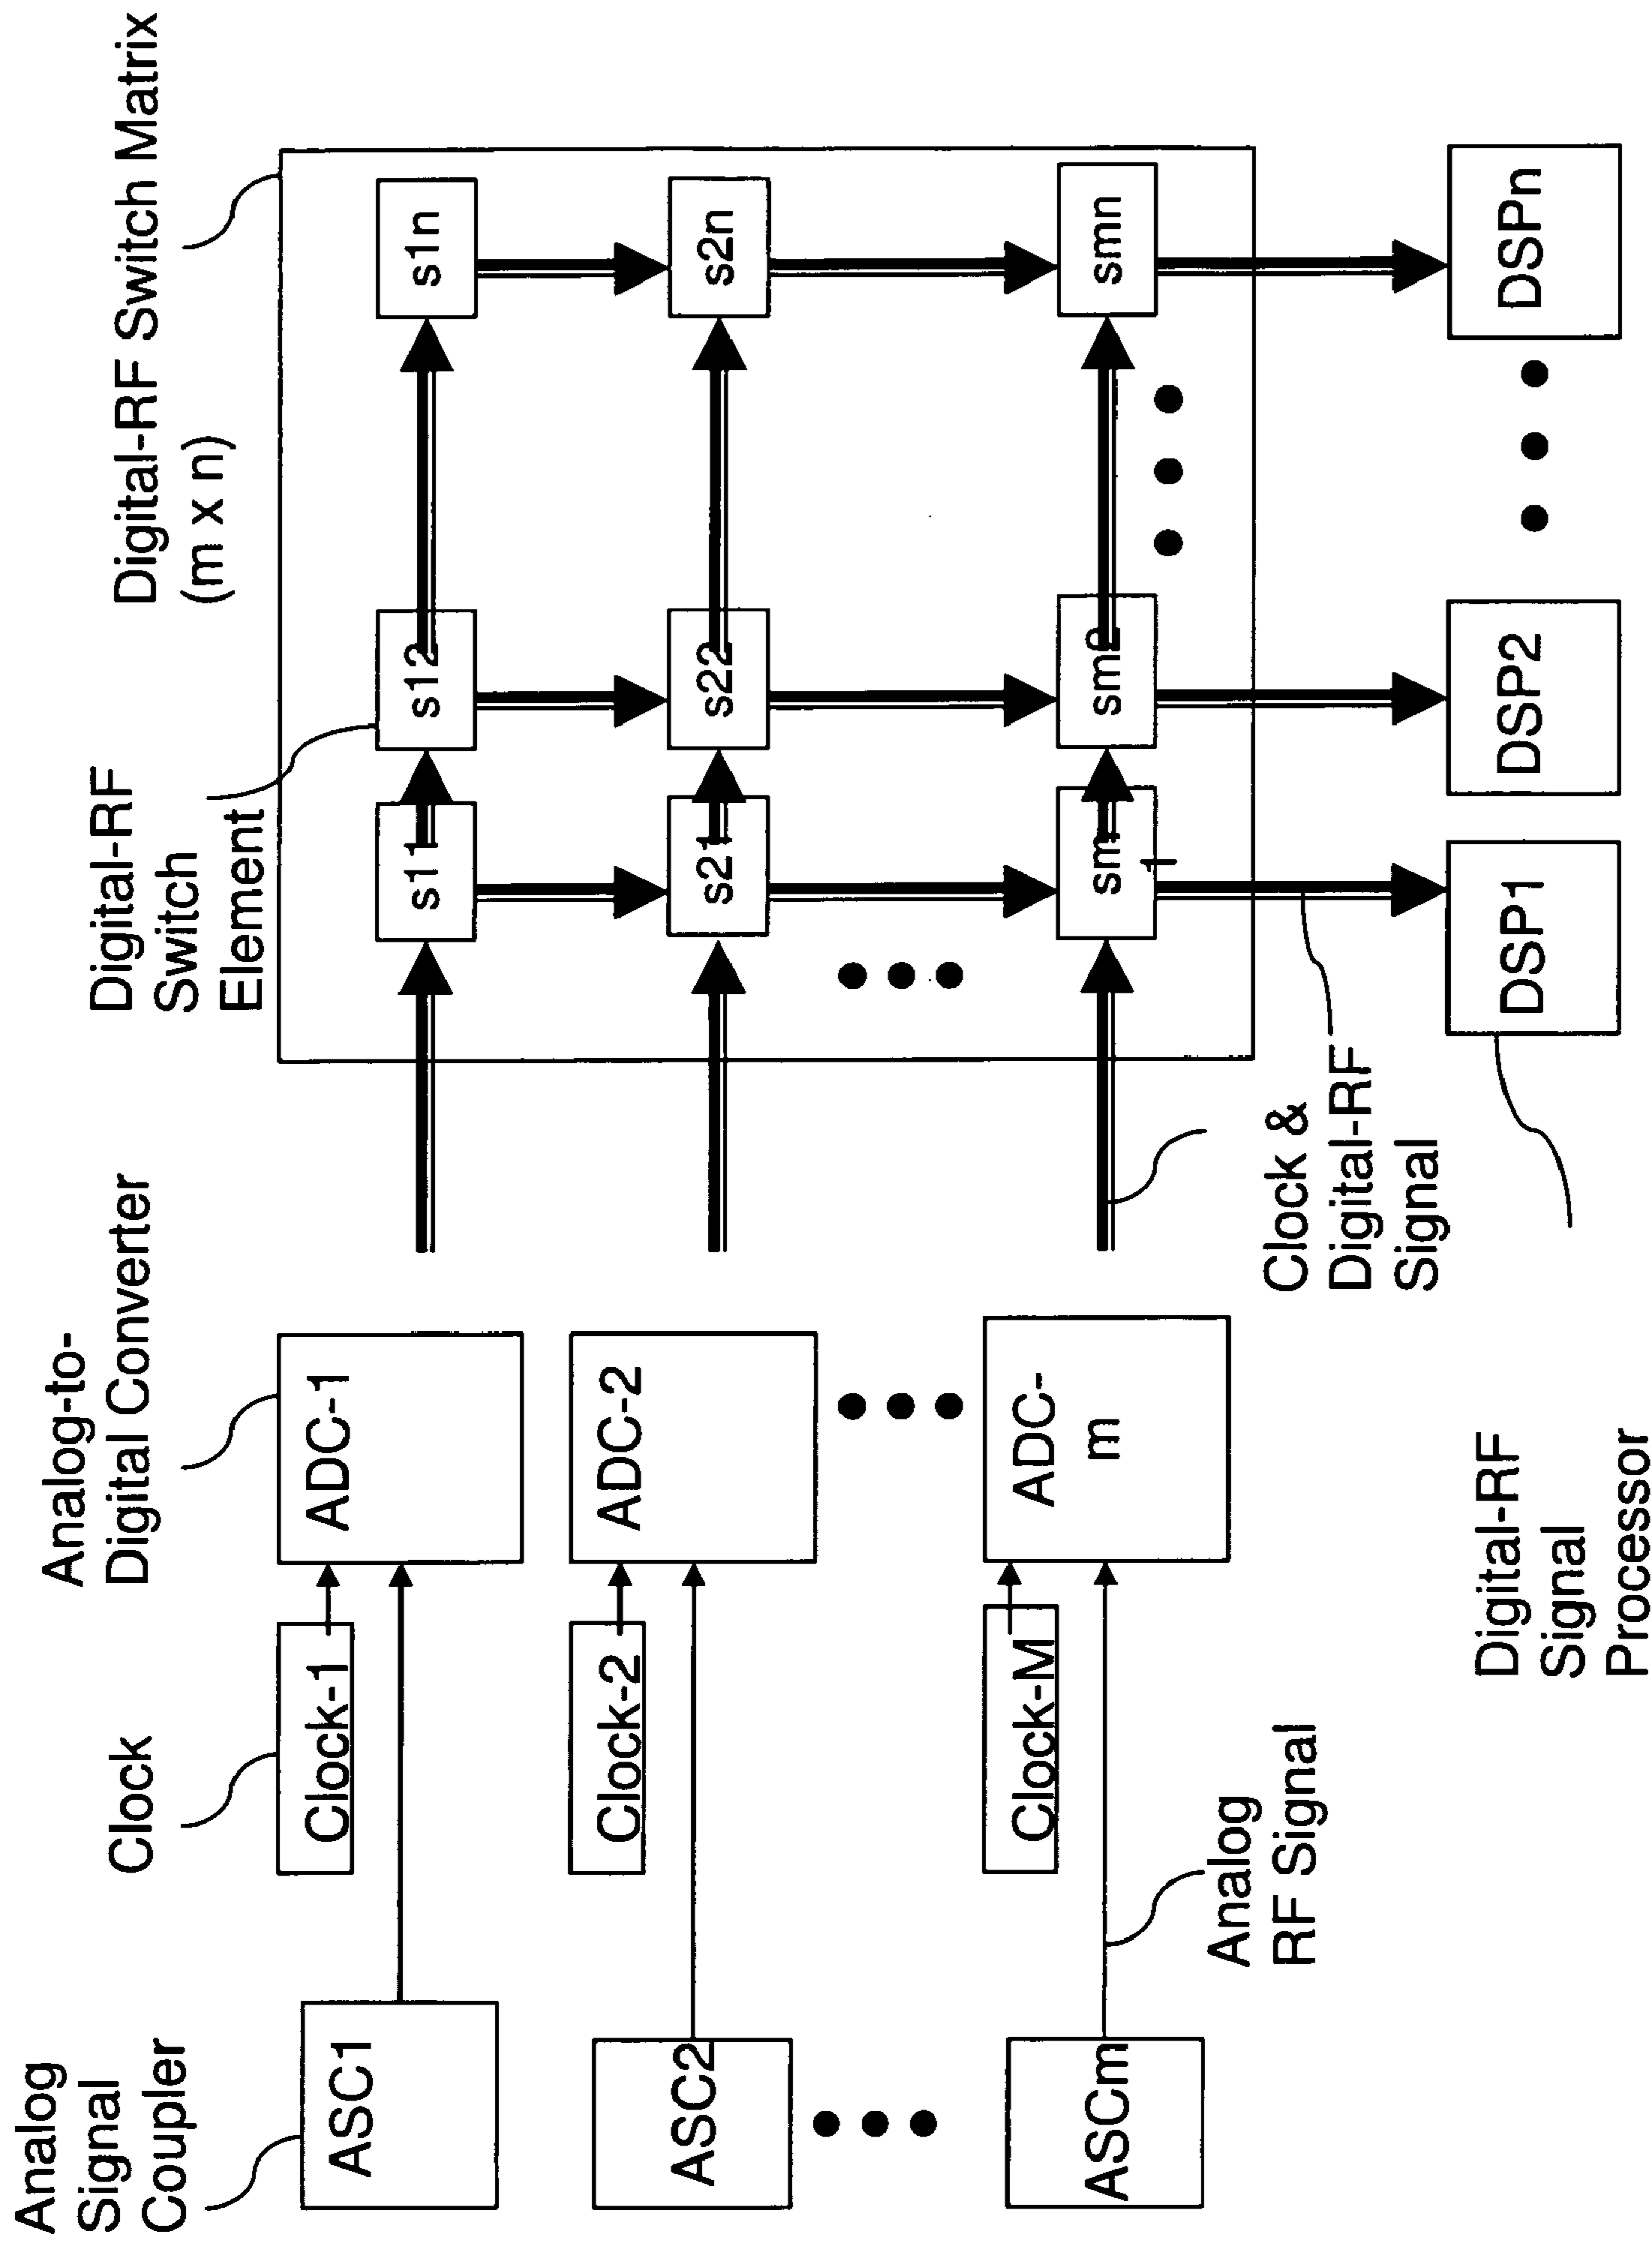 Analog
Signal
Coupler
Clock
Analog-to-
Digital Converter
Digital-RF
Switch
Element
Digital-RF Switch Matrix
(m x n)
ASC1
Clock-1
ADC-1
s11
s12
s1n
ASC2
Clock-2
ADC-2
s21
s22
s2n
ASCm
Clock-M
ADC-
m
sm1
sm2
smn
Analog
RF Signal
Clock &
Digital-RF
Signal
Digital-RF
Signal
Processor
DSP1
DSP2
DSPn